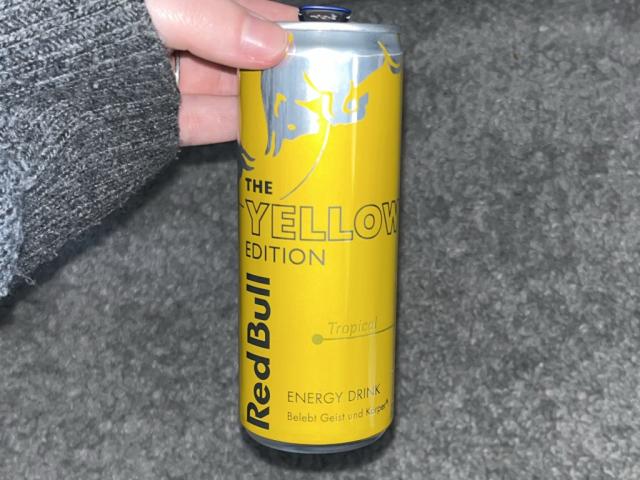 THE
YELLOW
EDITION
Red Bull
Tropical
ENERGY DRINK
Belebt Geist und Körper®